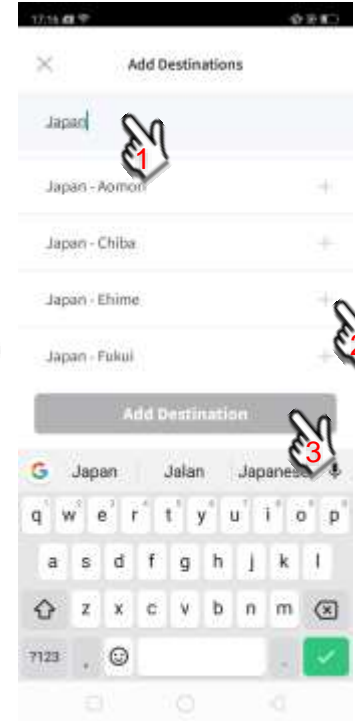 17:16
Add Destinations
Japan
1
Japan - Aomori
Japan - Chiba
Japan - Ehime
2
Japan - Fukui
Add Destination
3
G Japan Jalan Japanese
q w e r t y u i o p
a s d f g h j k l
z x c v b n m
?123 , .